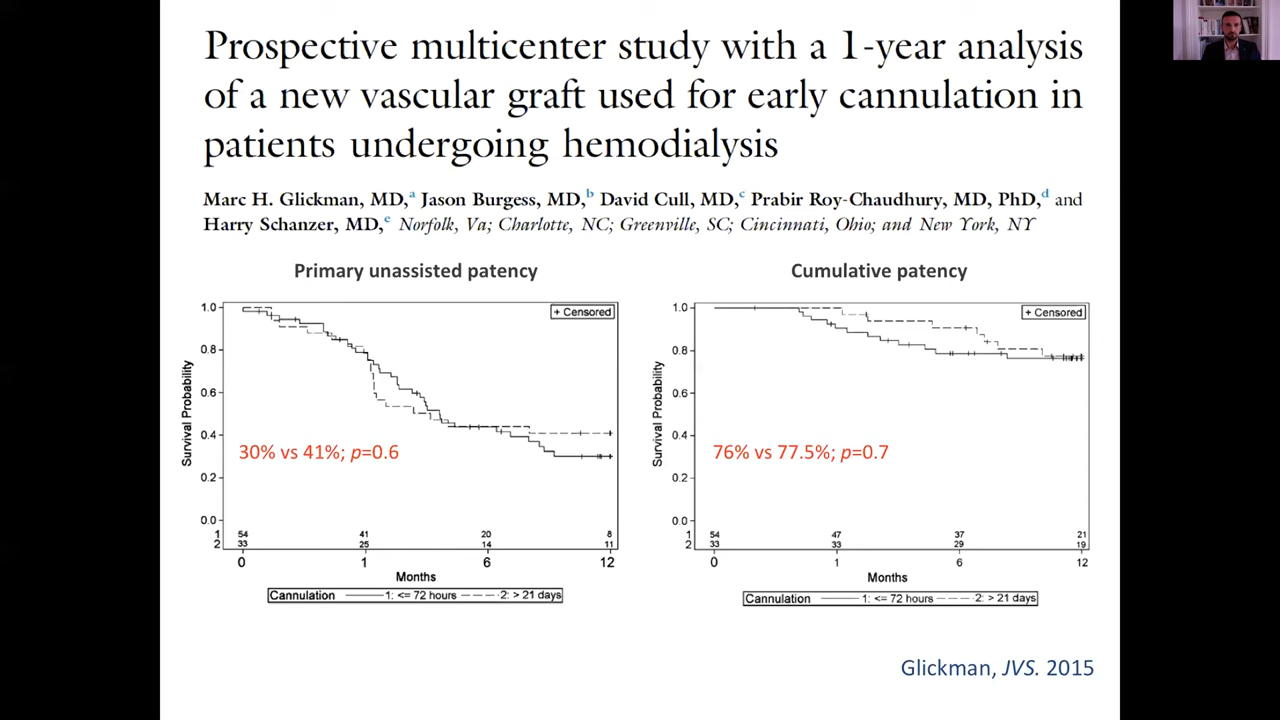 Prospective multicenter study with a 1-year analysis
of a new vascular graft used for early cannulation in
patients undergoing hemodialysis
Marc H. Glickman, MD,a Jason Burgess, MD,b David Cull, MD,c Prabir Roy-Chaudhury, MD, PhD,d and
Harry Schanzer, MD,e Norfolk, Va; Charlotte, NC; Greenville, SC; Cincinnati, Ohio; and New York, NY
Primary unassisted patency
+ Censored
Survival Probability
1.0
0.8
0.6
0.4
0.2
0.0
30% vs 41%; p=0.6
1 54 41 20 8
2 33 25 14 11
0 1 6 12
Months
Cannulation 1: <= 72 hours 2: > 21 days
Cumulative patency
+ Censored
Survival Probability
1.0
0.8
0.6
0.4
0.2
0.0
76% vs 77.5%; p=0.7
1 54 47 37 21
2 33 33 29 19
0 1 6 12
Months
Cannulation 1: <= 72 hours 2: > 21 days
Glickman, JVS. 2015